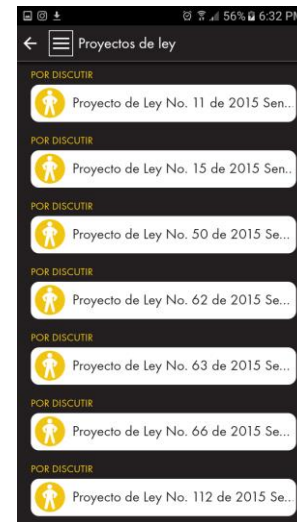 56% 6:32 PM
Proyectos de ley
POR DISCUTIR
Proyecto de Ley No. 11 de 2015 Sen...
POR DISCUTIR
Proyecto de Ley No. 15 de 2015 Sen..
POR DISCUTIR
Proyecto de Ley No. 50 de 2015 Se...
POR DISCUTIR
Proyecto de Ley No. 62 de 2015 Se...
POR DISCUTIR
Proyecto de Ley No. 63 de 2015 Se...
POR DISCUTIR
Proyecto de Ley No. 66 de 2015 Se...
POR DISCUTIR
Proyecto de Ley No. 112 de 2015 Se...